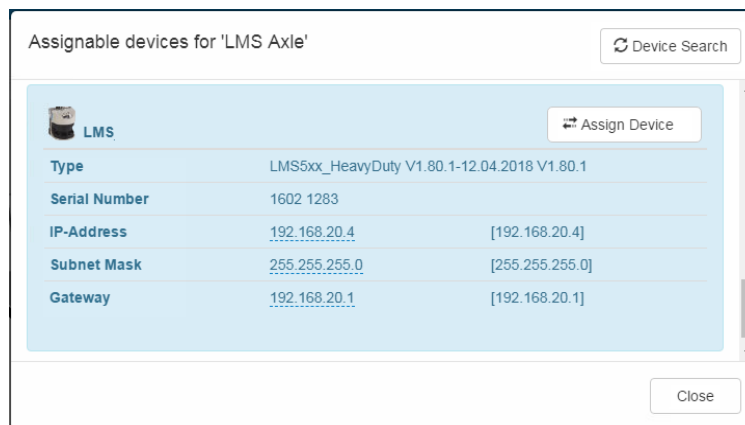 Assignable devices for 'LMS Axle'
Device Search
LMS
Assign Device
Type LMS5xx_HeavyDuty V1.80.1-12.04.2018 V1.80.1
Serial Number 1602 1283
IP-Address 192.168.20.4 [192.168.20.4]
Subnet Mask 255.255.255.0 [255.255.255.0]
Gateway 192.168.20.1 [192.168.20.1]
Close